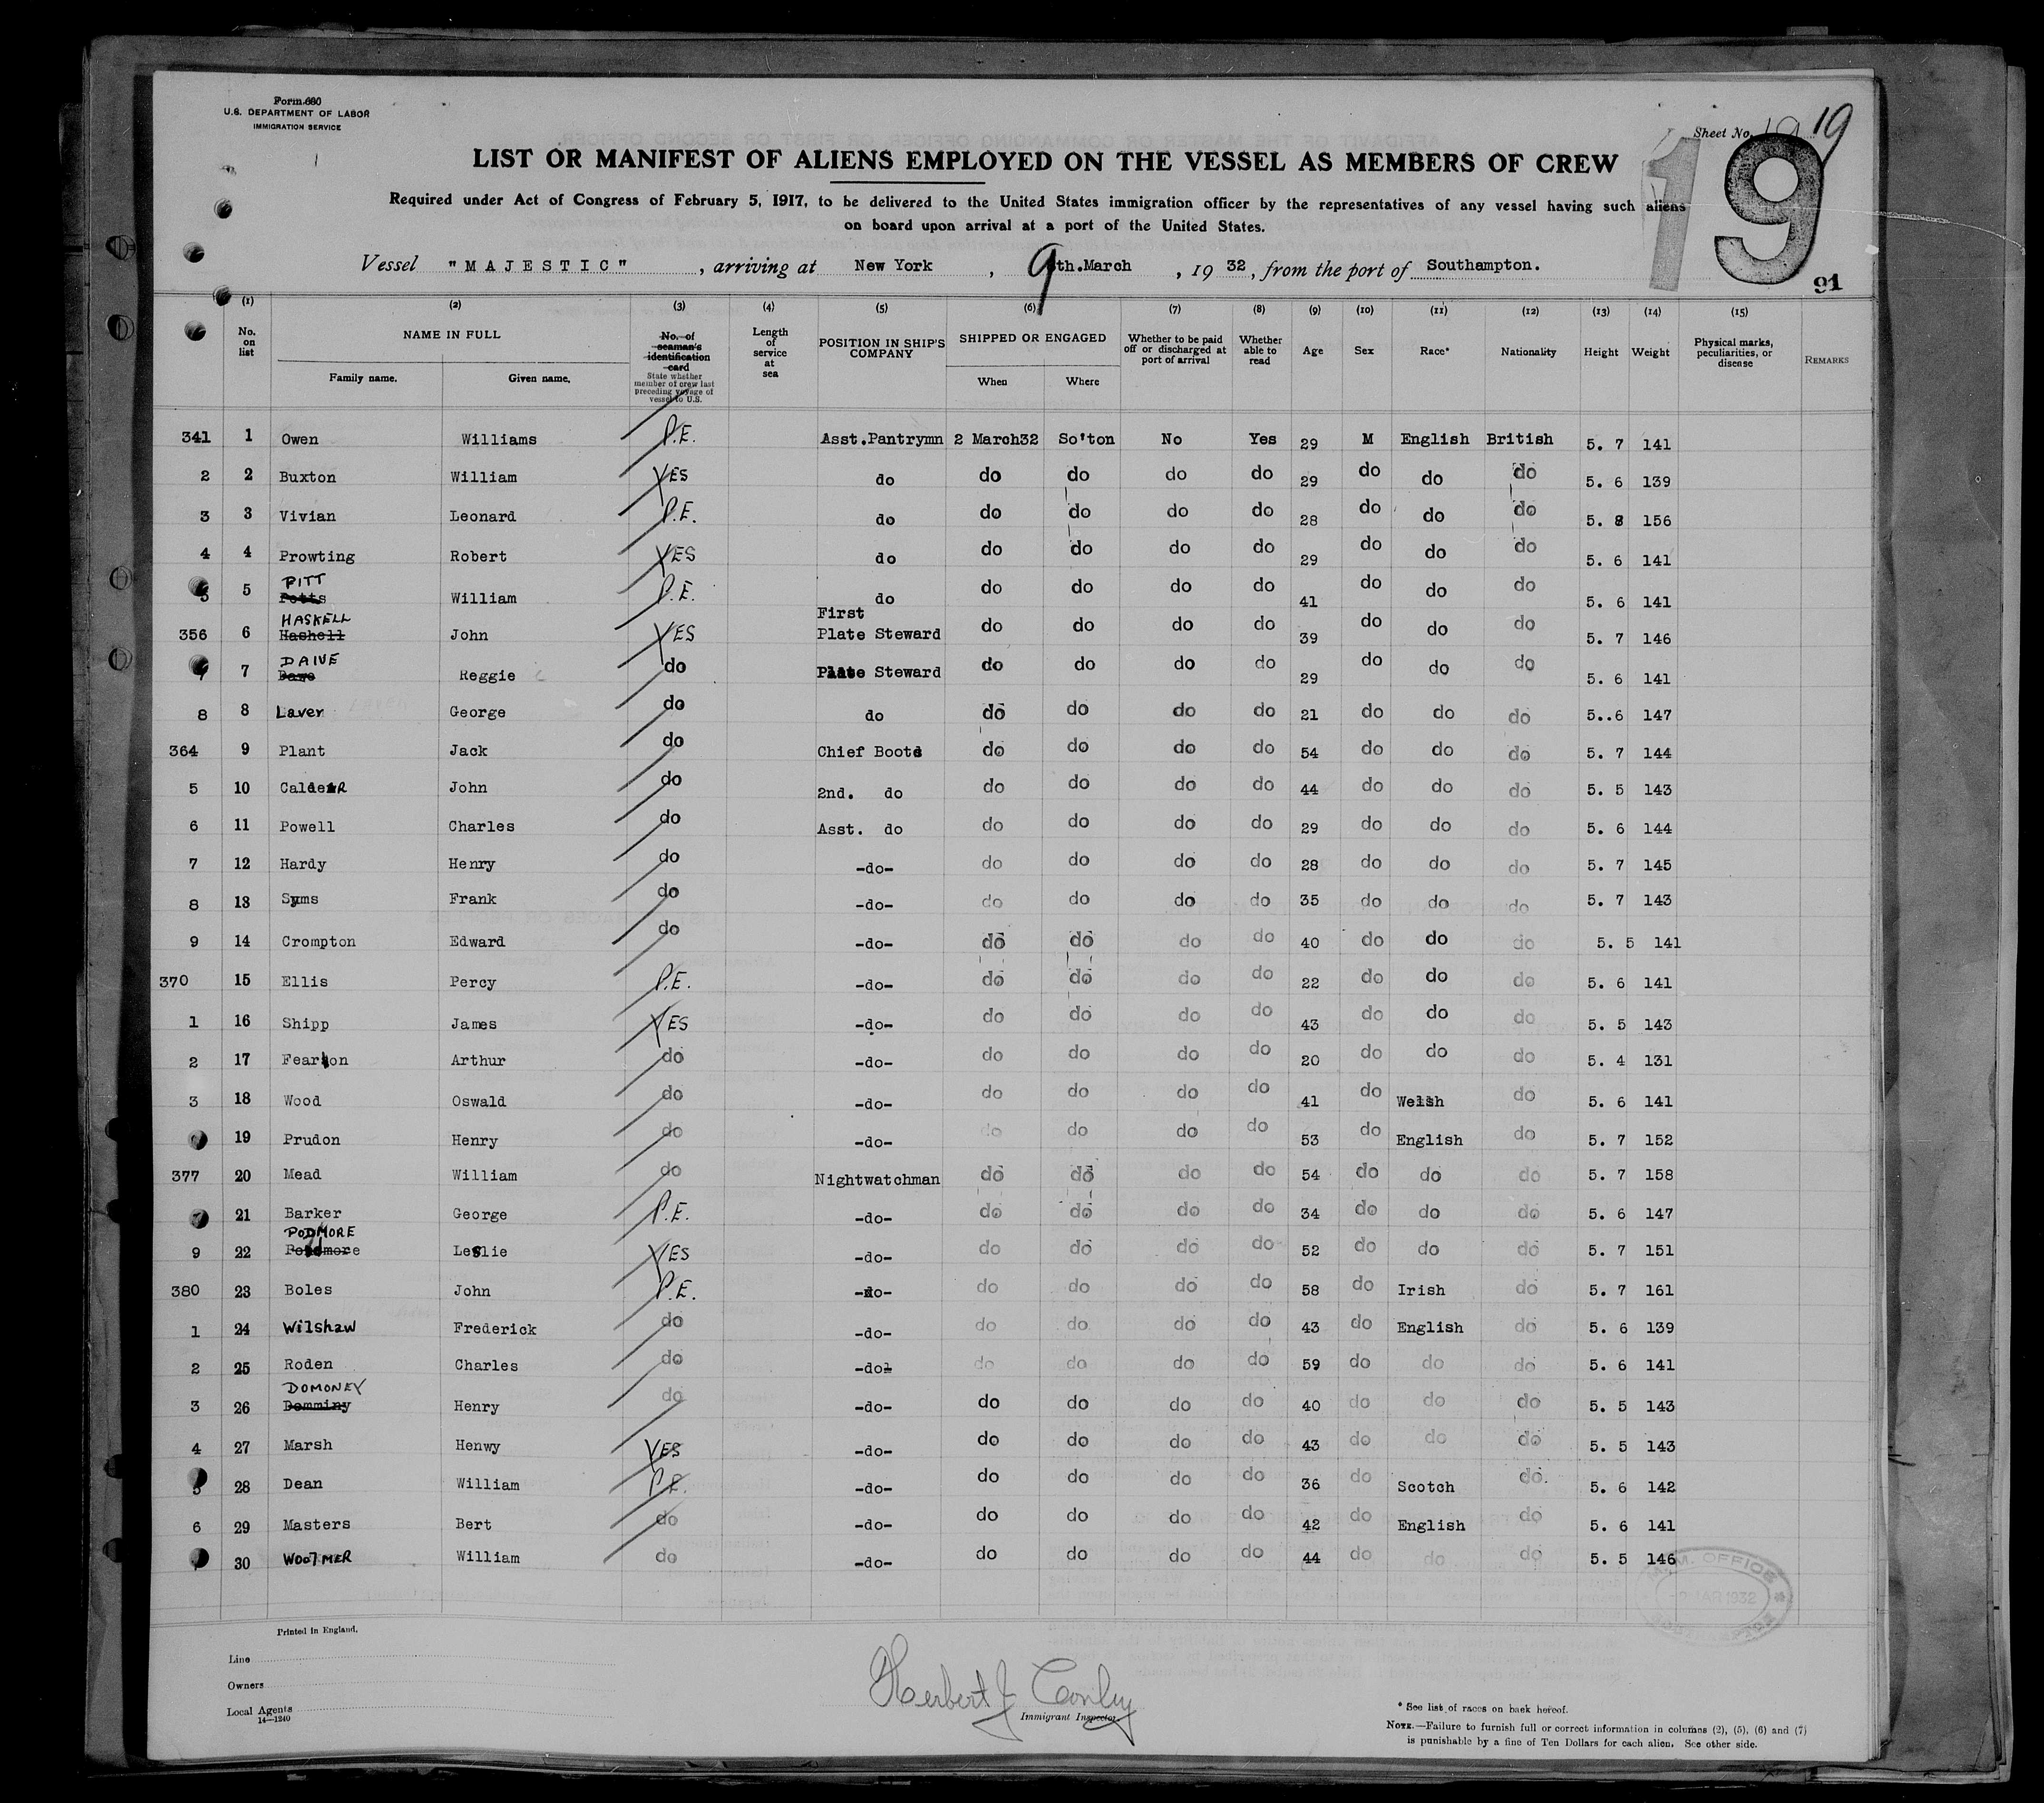 Form 680
U.S. DEPARTMENT OF LABOR
IMMIGRATION SERVICE
Sheet No. 19 19
19
91
LIST OR MANIFEST OF ALIENS EMPLOYED ON THE VESSEL AS MEMBERS OF CREW
Required under Act of Congress of February 5, 1917, to be delivered to the United States immigration officer by the representatives of any vessel having such aliens
on board upon arrival at a port of the United States.
Vessel "MAJESTIC", arriving at New York, 9th.March, 1932, from the port of Southampton.
(1) (2) (3) (4) (5) (6) (7) (8) (9) (10) (11) (12) (13) (14) (15)
No. on list NAME IN FULL Family name. Given name. No. of seaman's identification card State whether member of crew last preceding voyage of vessel to U.S. Length of service at sea POSITION IN SHIP'S COMPANY SHIPPED OR ENGAGED When Where Whether to be paid off or discharged at port of arrival Whether able to read Age Sex Race* Nationality Height Weight Physical marks, peculiarities, or disease REMARKS
341 1 Owen Williams P.E. Asst.Pantrymn 2 March32 So'ton No Yes 29 M English British 5. 7 141
2 2 Buxton William YES do do do do do 29 do do do 5. 6 139
3 3 Vivian Leonard P.E. do do do do do 28 do do do 5. 8 156
4 4 Prowting Robert YES do do do do do 29 do do do 5. 6 141
5 5 PITT Potts William P.E. do do do do do 41 do do do 5. 6 141
356 6 HASKELL Hashell John YES First Plate Steward do do do do 39 do do do 5. 7 146
7 7 DAIVE Reggie do Plate Steward do do do do 29 do do do 5. 6 141
8 8 Laver George do do do do do do 21 do do do 5..6 147
364 9 Plant Jack do Chief Boots do do do do 54 do do do 5. 7 144
5 10 CaldeR John do 2nd. do do do do do 44 do do do 5. 5 143
6 11 Powell Charles do Asst. do do do do do 29 do do do 5. 6 144
7 12 Hardy Henry do -do- do do do do 28 do do do 5. 7 145
8 13 Syms Frank do -do- do do do do 35 do do do 5. 7 143
9 14 Crompton Edward do -do- do do do do 40 do do do 5. 5 141
370 15 Ellis Percy P.E. -do- do do do do 22 do do do 5. 6 141
1 16 Shipp James YES -do- do do do do 43 do do do 5. 5 143
2 17 Fearon Arthur do -do- do do do do 20 do do do 5. 4 131
3 18 Wood Oswald do -do- do do do do 41 do Welsh do 5. 6 141
19 Prudon Henry do -do- do do do do 53 do English do 5. 7 152
377 20 Mead William do Nightwatchman do do do do 54 do do do 5. 7 158
21 Barker George P.E. -do- do do do do 34 do do do 5. 6 147
9 22 PODMORE Leslie YES -do- do do do do 52 do do do 5. 7 151
380 23 Boles John P.E. -do- do do do do 58 do Irish do 5. 7 161
1 24 Wilshaw Frederick do -do- do do do do 43 do English do 5. 6 139
2 25 Roden Charles do -do- do do do do 59 do do do 5. 6 141
3 26 DOMONEY Domminy Henry do -do- do do do do 40 do do do 5. 5 143
4 27 Marsh Henwy YES -do- do do do do 43 do do do 5. 5 143
5 28 Dean William P.E. -do- do do do do 36 do Scotch do. 5. 6 142
6 29 Masters Bert do -do- do do do do 42 do English do 5. 6 141
30 WOOLMER William do -do- do do do do 44 do do do 5. 5 146
Printed in England.
Line
Owners
Local Agents
14—1240
Herbert J Conley
Immigrant Inspector.
* See list of races on back hereof.
NOTE.—Failure to furnish full or correct information in columns (2), (5), (6) and (7)
is punishable by a fine of Ten Dollars for each alien. See other side.
OFFICE
MAR 1932